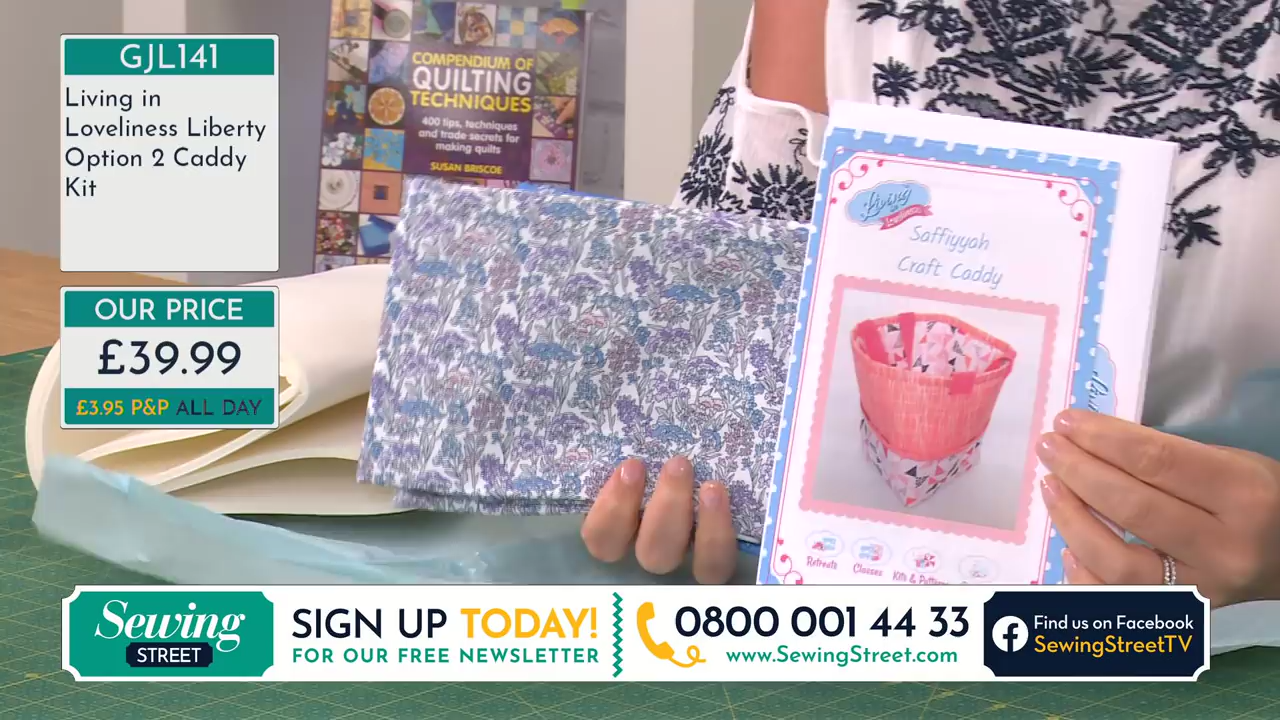 GJL141
Living in
Loveliness Liberty
Option 2 Caddy
Kit
OUR PRICE
£39.99
£3.95 P&P ALL DAY
COMPENDIUM OF
QUILTING
TECHNIQUES
400 tips, techniques
and trade secrets for
making quilts
SUSAN BRISCOE
Living
in
Loveliness
Saffiyyah
Craft Caddy
Retreats
Classes
Kits & Patterns
Sewing
STREET
SIGN UP TODAY!
FOR OUR FREE NEWSLETTER
0800 001 44 33
www.SewingStreet.com
Find us on Facebook
SewingStreetTV